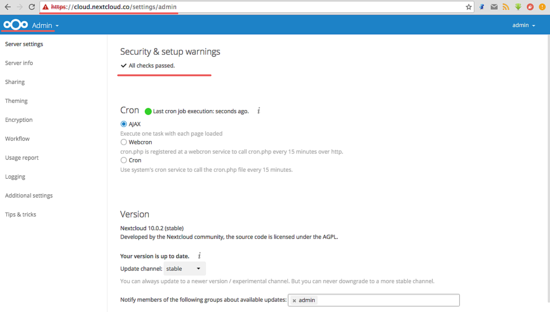 https://cloud.nextcloud.co/settings/admin
Admin
admin
Server settings
Server info
Sharing
Theming
Encryption
Workflow
Usage report
Logging
Additional settings
Tips & tricks
Security & setup warnings
All checks passed.
Cron Last cron job execution: seconds ago. i
AJAX
Execute one task with each page loaded
Webcron
cron.php is registered at a webcron service to call cron.php every 15 minutes over http.
Cron
Use system's cron service to call the cron.php file every 15 minutes.
Version
Nextcloud 10.0.2 (stable)
Developed by the Nextcloud community, the source code is licensed under the AGPL.
Your version is up to date. i
Update channel: stable
You can always update to a newer version / experimental channel. But you can never downgrade to a more stable channel.
Notify members of the following groups about available updates: x admin